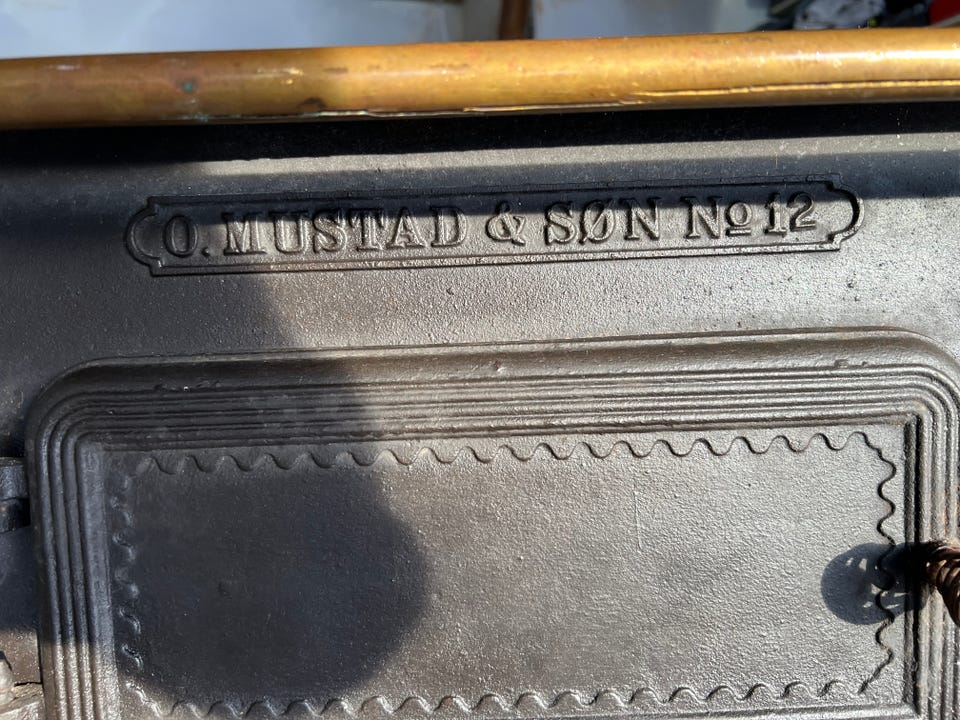 O. MUSTAD & SØN Nº 12